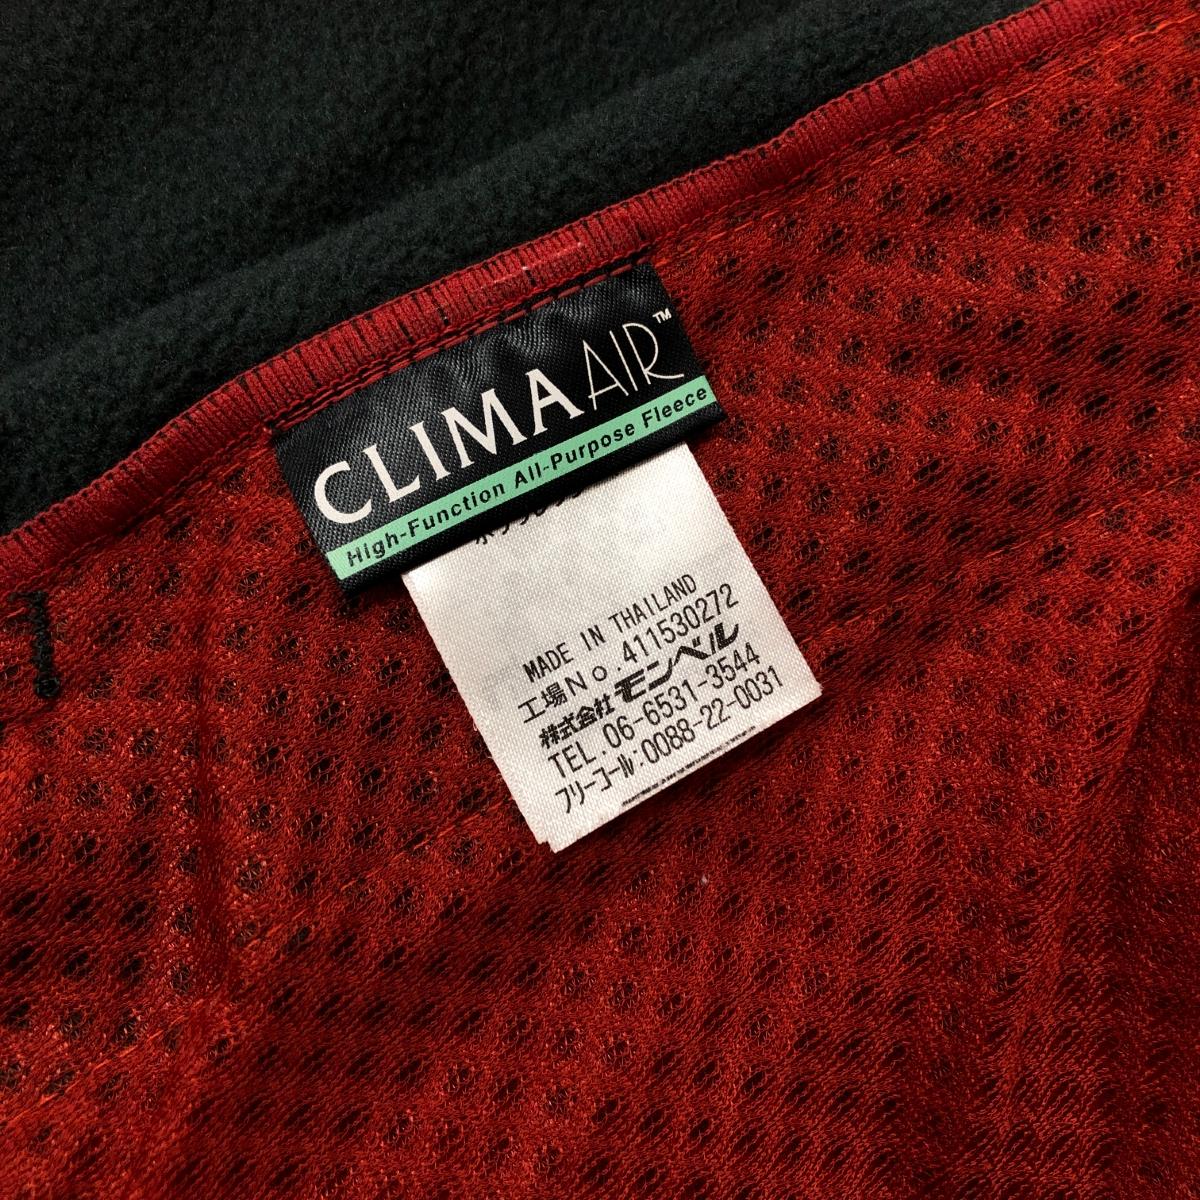 CLIMAAIR™
High-Function All-Purpose Fleece
MADE IN THAILAND
工場No.411530272
株式会社モンベル
TEL.06-6531-3544
フリーコール:0088-22-0031